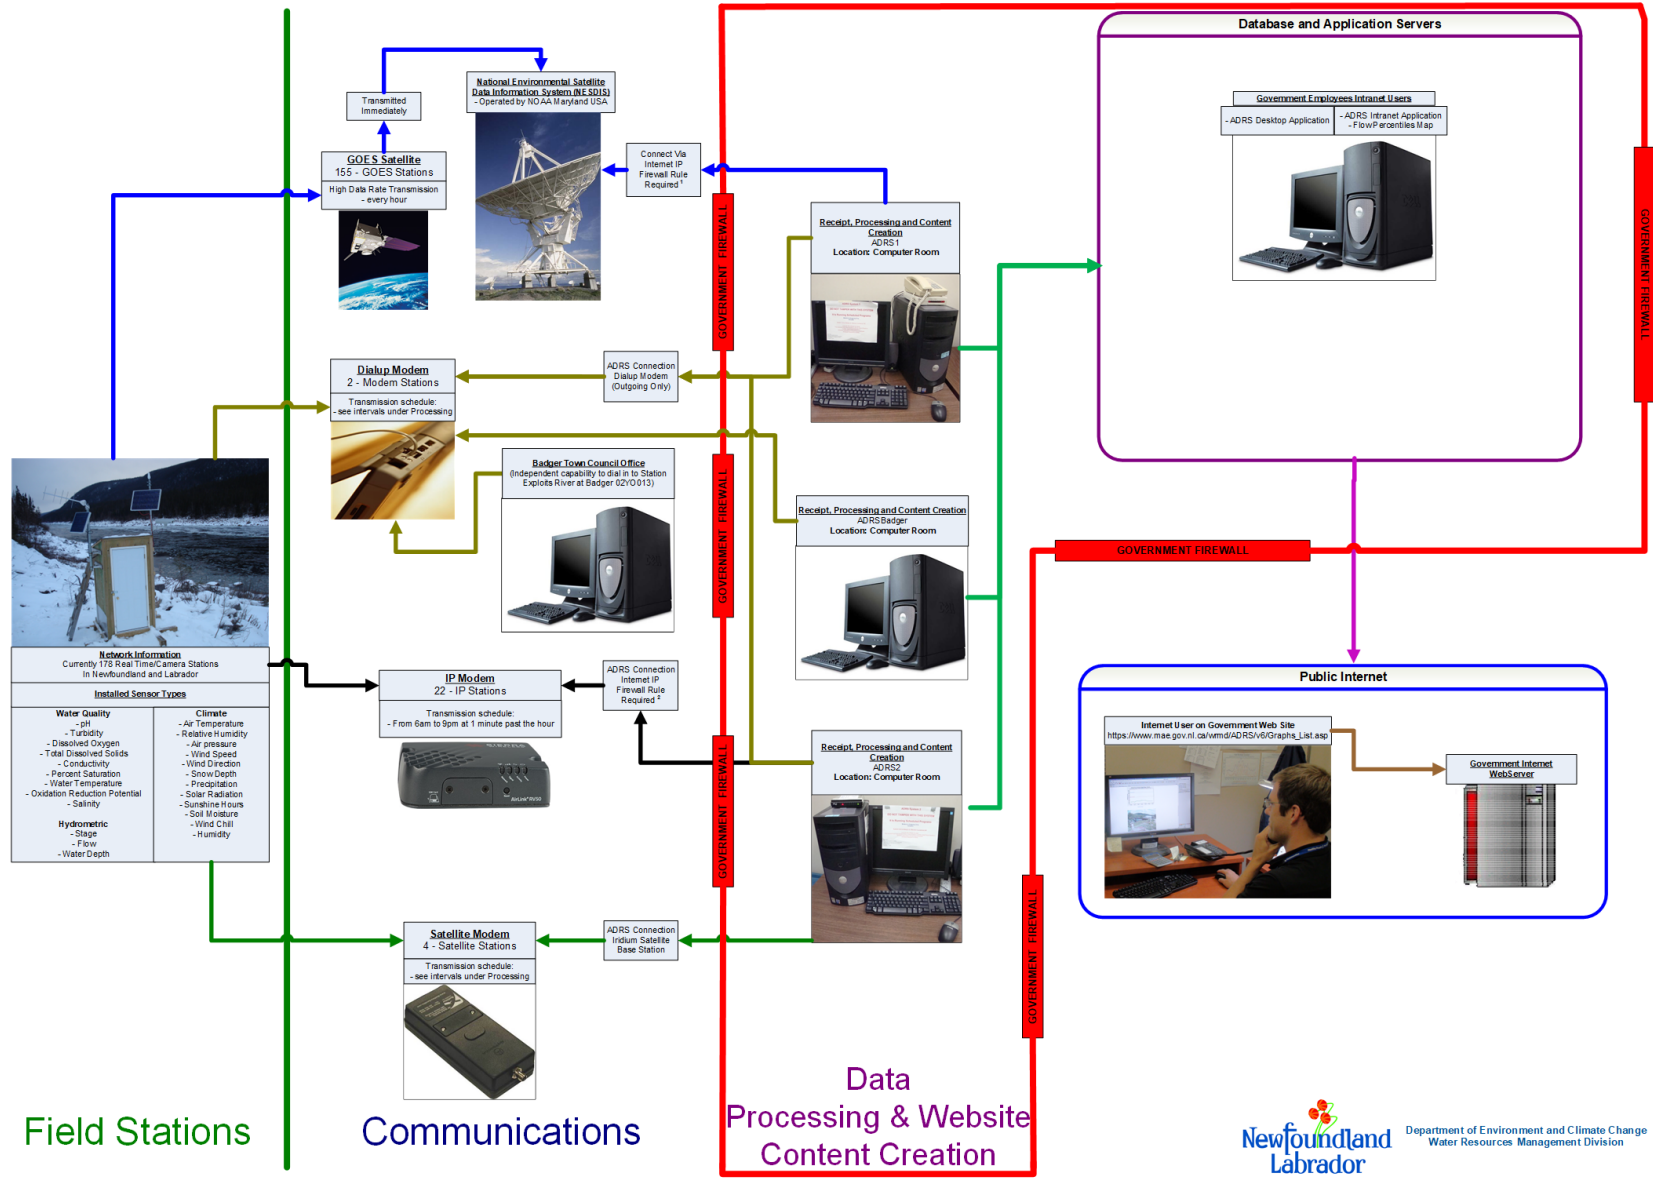 Database and Application Servers
Government Employees Intranet Users
- ADRS Desktop Application
- ADRS Intranet Application
- Flow Percentiles Map
National Environmental Satellite
Data Information System (NESDIS)
- Operated by NOAA Maryland USA
Transmitted
Immediately
GOES Satellite
155 - GOES Stations
High Data Rate Transmission
- every hour
Connect Via
Internet IP
Firewall Rule
Required ¹
GOVERNMENT FIREWALL
GOVERNMENT FIREWALL
Receipt, Processing and Content
Creation
ADRS1
Location: Computer Room
Dialup Modem
2 - Modem Stations
Transmission schedule:
- see intervals under Processing
ADRS Connection
Dialup Modem
(Outgoing Only)
Badger Town Council Office
(Independent capability to dial in to Station
Exploits River at Badger 02YO013)
GOVERNMENT FIREWALL
Receipt, Processing and Content Creation
ADRSBadger
Location: Computer Room
GOVERNMENT FIREWALL
Network Information
Currently 178 Real Time/Camera Stations
In Newfoundland and Labrador
Installed Sensor Types
Water Quality
- pH
- Turbidity
- Dissolved Oxygen
- Total Dissolved Solids
- Conductivity
- Percent Saturation
- Water Temperature
- Oxidation Reduction Potential
- Salinity
Hydrometric
- Stage
- Flow
- Water Depth
Climate
- Air Temperature
- Relative Humidity
- Air pressure
- Wind Speed
- Wind Direction
- Snow Depth
- Precipitation
- Solar Radiation
- Sunshine Hours
- Soil Moisture
- Wind Chill
- Humidity
IP Modem
22 - IP Stations
Transmission schedule:
- From 6am to 9pm at 1 minute past the hour
AirLink
ADRS Connection
Internet IP
Firewall Rule
Required ²
GOVERNMENT FIREWALL
Receipt, Processing and Content
Creation
ADRS2
Location: Computer Room
Public Internet
Internet User on Government Web Site
https://www.mae.gov.nl.ca/wrmd/ADRS/v6/Graphs_List.asp
Government Internet
WebServer
Satellite Modem
4 - Satellite Stations
Transmission schedule:
- see intervals under Processing
ADRS Connection
Iridium Satellite
Base Station
GOVERNMENT FIREWALL
Field Stations
Communications
Data
Processing & Website
Content Creation
Newfoundland
Labrador
Department of Environment and Climate Change
Water Resources Management Division